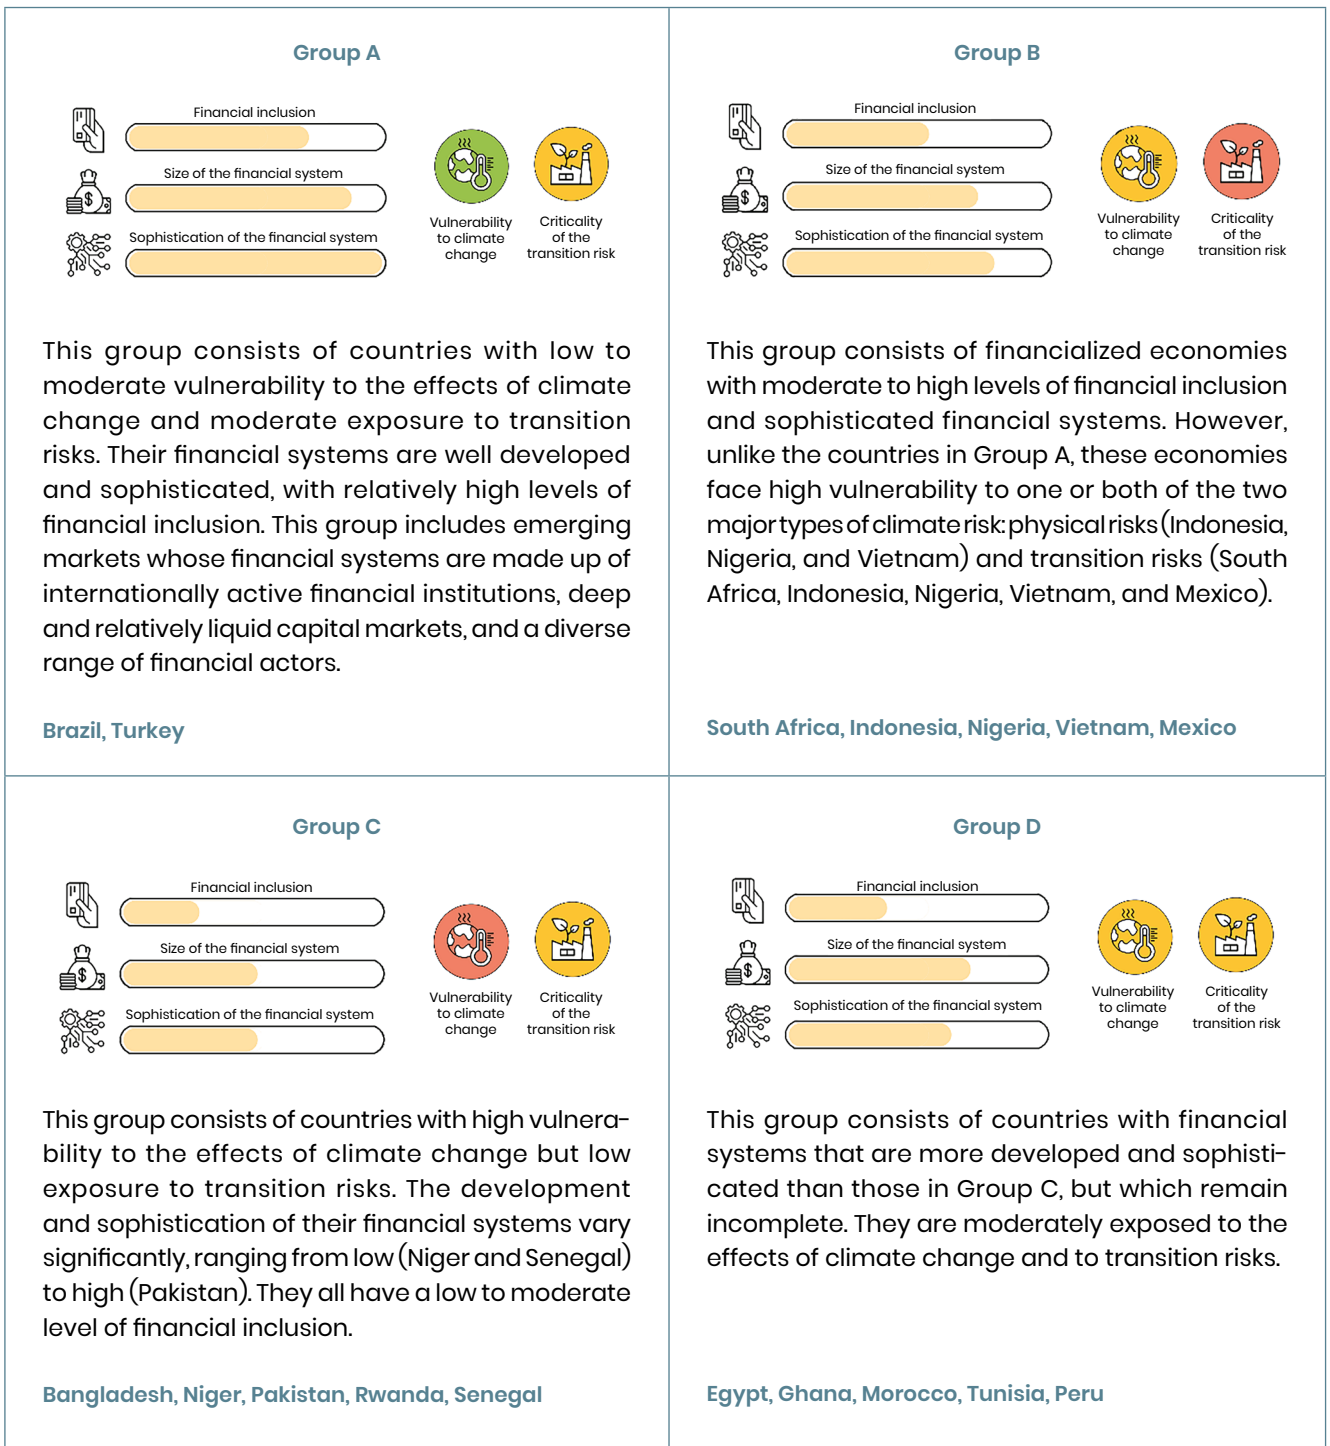 Group A
Financial inclusion
Size of the financial system
Sophistication of the financial system
Vulnerability
to climate
change
Criticality
of the
transition risk
This group consists of countries with low to
moderate vulnerability to the effects of climate
change and moderate exposure to transition
risks. Their financial systems are well developed
and sophisticated, with relatively high levels of
financial inclusion. This group includes emerging
markets whose financial systems are made up of
internationally active financial institutions, deep
and relatively liquid capital markets, and a diverse
range of financial actors.
Brazil, Turkey
Group B
Financial inclusion
Size of the financial system
Sophistication of the financial system
Vulnerability
to climate
change
Criticality
of the
transition risk
This group consists of financialized economies
with moderate to high levels of financial inclusion
and sophisticated financial systems. However,
unlike the countries in Group A, these economies
face high vulnerability to one or both of the two
major types of climate risk: physical risks (Indonesia,
Nigeria, and Vietnam) and transition risks (South
Africa, Indonesia, Nigeria, Vietnam, and Mexico).
South Africa, Indonesia, Nigeria, Vietnam, Mexico
Group C
Financial inclusion
Size of the financial system
Sophistication of the financial system
Vulnerability
to climate
change
Criticality
of the
transition risk
This group consists of countries with high vulnera-
bility to the effects of climate change but low
exposure to transition risks. The development
and sophistication of their financial systems vary
significantly, ranging from low (Niger and Senegal)
to high (Pakistan). They all have a low to moderate
level of financial inclusion.
Bangladesh, Niger, Pakistan, Rwanda, Senegal
Group D
Financial inclusion
Size of the financial system
Sophistication of the financial system
Vulnerability
to climate
change
Criticality
of the
transition risk
This group consists of countries with financial
systems that are more developed and sophisti-
cated than those in Group C, but which remain
incomplete. They are moderately exposed to the
effects of climate change and to transition risks.
Egypt, Ghana, Morocco, Tunisia, Peru